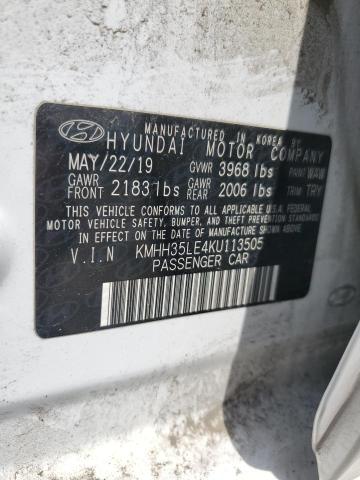 MANUFACTURED IN KOREA BY
HYUNDAI MOTOR COMPANY
MAY/22/19 GVWR 3968 lbs PAINT WAW
GAWR FRONT 2183 lbs GAWR REAR 2006 lbs TRIM TRY
THIS VEHICLE CONFORMS TO ALL APPLICABLE U.S. FEDERAL
MOTOR VEHICLE SAFETY, BUMPER, AND THEFT PREVENTION STANDARDS
IN EFFECT ON THE DATE OF MANUFACTURE SHOWN ABOVE.
V.I.N KMHH35LE4KU113505
PASSENGER CAR